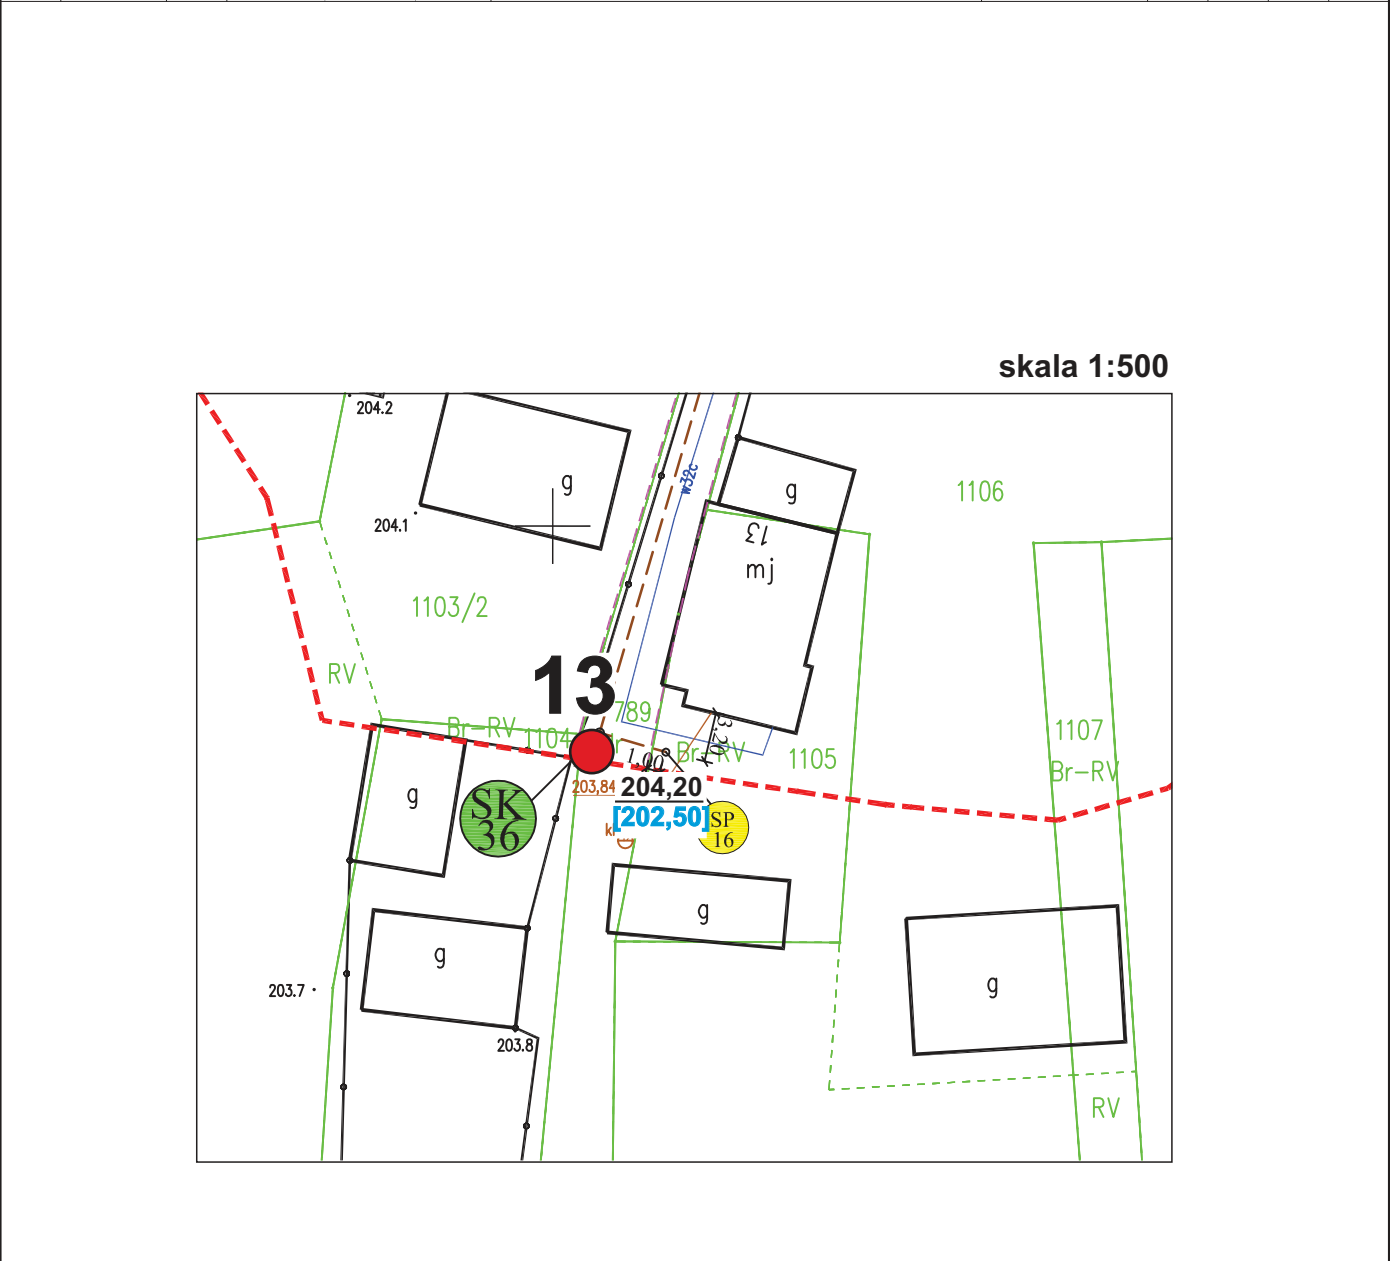 skala 1:500
204.2
g
w32c
g
1106
204.1
13
mj
1103/2
RV
13
789
Br-RV
1104
3.20
1107
1,00
Br-RV
1105
Br-RV
203,84
204,20
g
SK
36
[202,50]
SP
16
g
g
g
203.7
203.8
RV